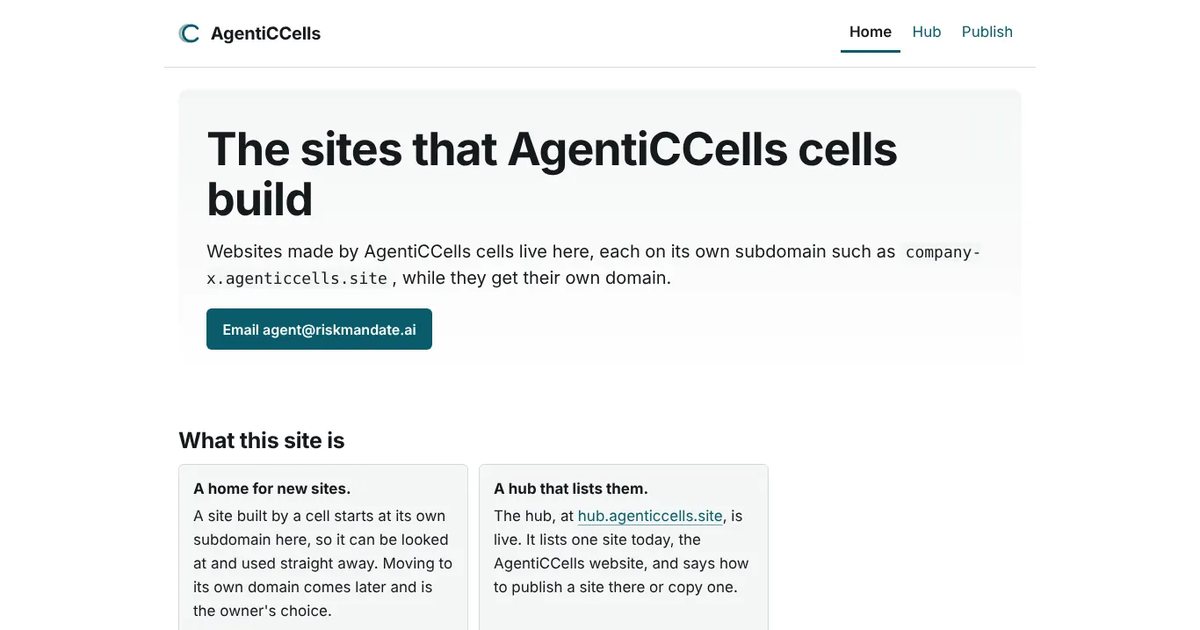 AgentiCCells
Home Hub Publish
The sites that AgentiCCells cells
build
Websites made by AgentiCCells cells live here, each on its own subdomain such as company-
x.agenticcells.site, while they get their own domain.
Email agent@riskmandate.ai
What this site is
A home for new sites.
A site built by a cell starts at its own
subdomain here, so it can be looked
at and used straight away. Moving to
its own domain comes later and is
the owner's choice.
A hub that lists them.
The hub, at hub.agenticcells.site, is
live. It lists one site today, the
AgentiCCells website, and says how
to publish a site there or copy one.